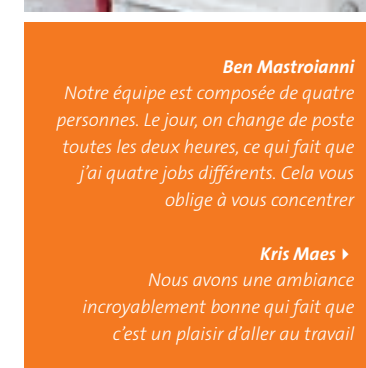 Ben Mastroianni
Notre équipe est composée de quatre
personnes. Le jour, on change de poste
toutes les deux heures, ce qui fait que
j'ai quatre jobs différents. Cela vous
oblige à vous concentrer
Kris Maes
Nous avons une ambiance
incroyablement bonne qui fait que
c'est un plaisir d'aller au travail